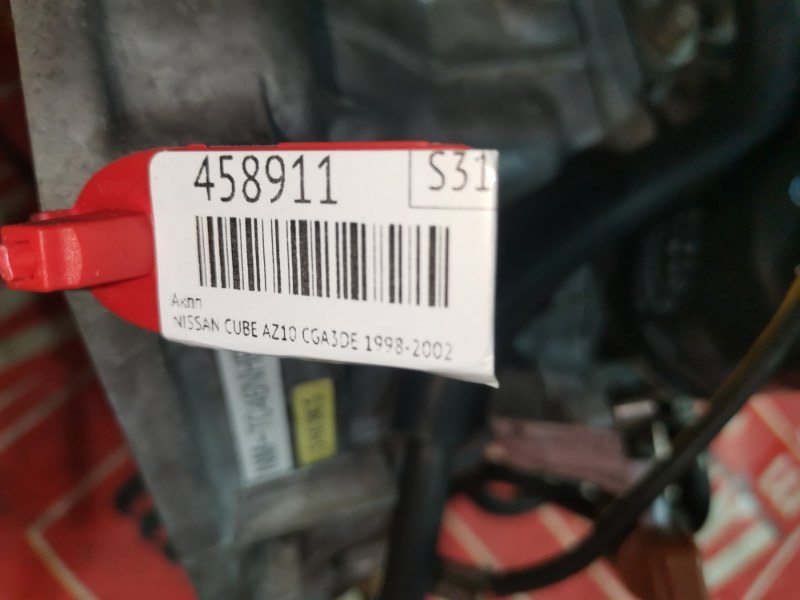 458911
S31
Акпп
NISSAN CUBE AZ10 CGA3DE 1998-2002